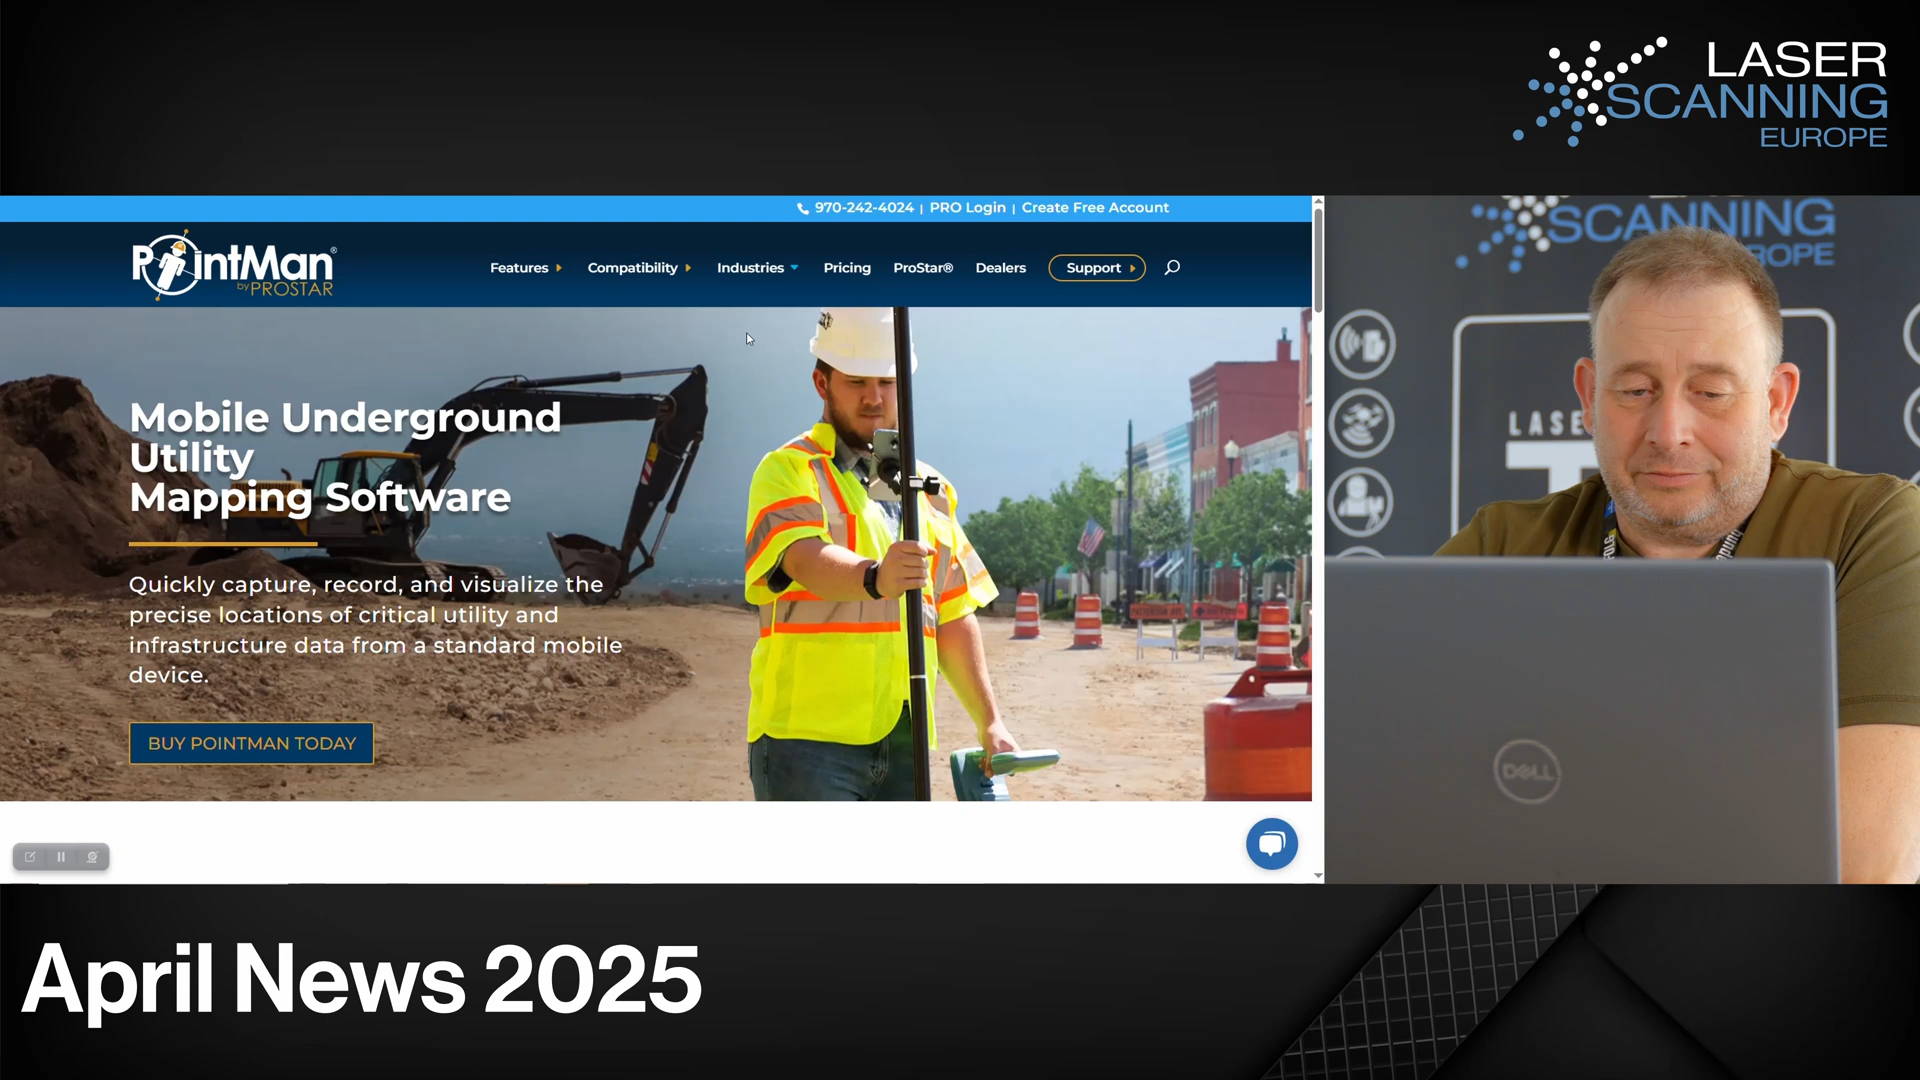 LASER
SCANNING
EUROPE
970-242-4024 | PRO Login | Create Free Account
PointMan®
by PROSTAR
Features
Compatibility
Industries
Pricing
ProStar®
Dealers
Support
Mobile Underground
Utility
Mapping Software
Quickly capture, record, and visualize the
precise locations of critical utility and
infrastructure data from a standard mobile
device.
BUY POINTMAN TODAY
SCANNING
ROPE
LASE
DELL
April News 2025